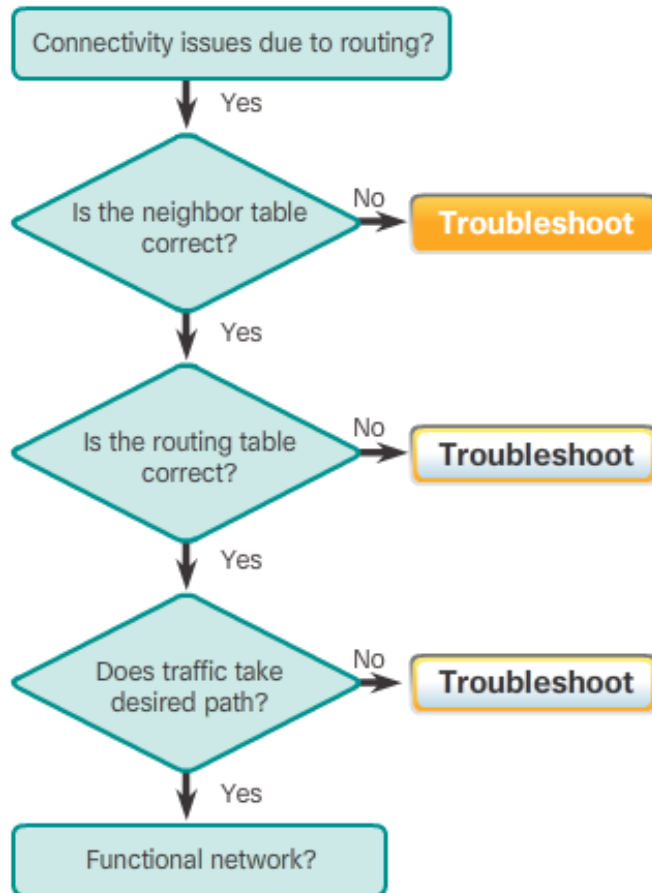 Connectivity issues due to routing?
Yes
Is the neighbor table
correct?
No
Troubleshoot
Yes
Is the routing table
correct?
No
Troubleshoot
Yes
Does traffic take
desired path?
No
Troubleshoot
Yes
Functional network?